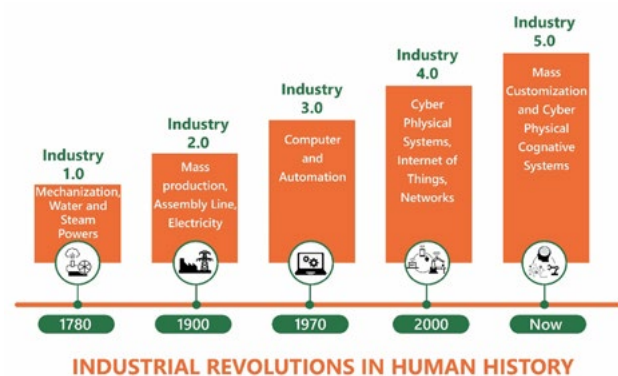 Industry
1.0
Mechanization,
Water and
Steam
Powers
1780
Industry
2.0
Mass
production,
Assembly Line,
Electricity
1900
Industry
3.0
Computer
and
Automation
1970
Industry
4.0
Cyber
Phlysical
Systems,
Internet of
Things,
Networks
2000
Industry
5.0
Mass
Customization
and Cyber
Physical
Cognative
Systems
Now
INDUSTRIAL REVOLUTIONS IN HUMAN HISTORY